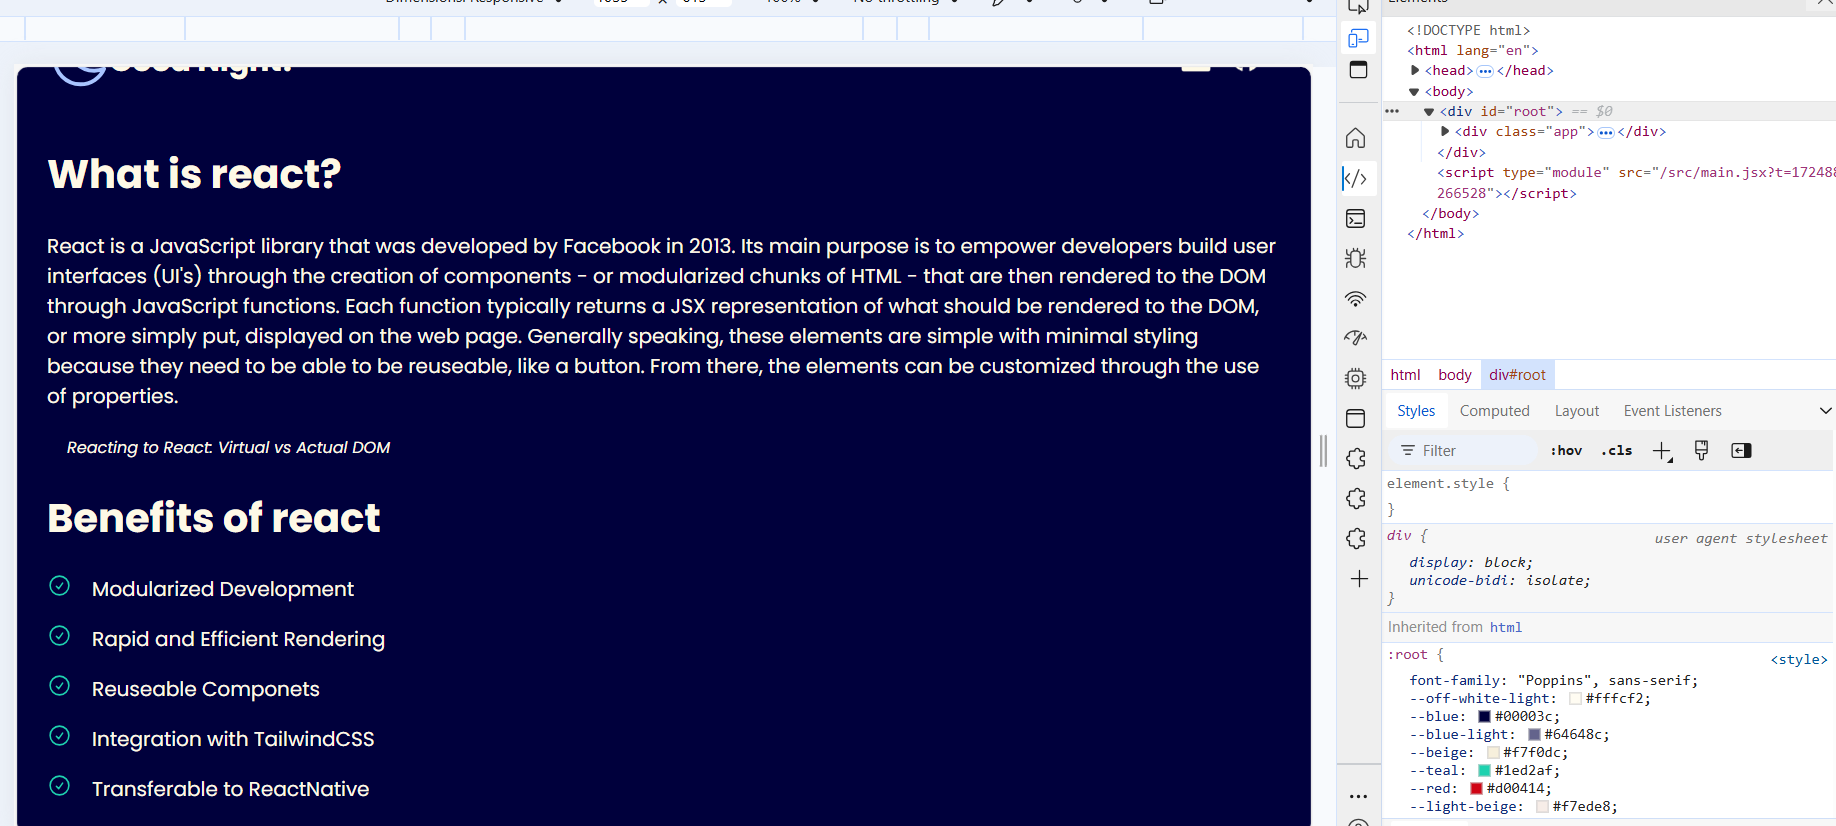 Dimensions: Responsive
100%
No throttling
Elements
Good Night!
What is react?
React is a JavaScript library that was developed by Facebook in 2013. Its main purpose is to empower developers build user
interfaces (UI's) through the creation of components - or modularized chunks of HTML - that are then rendered to the DOM
through JavaScript functions. Each function typically returns a JSX representation of what should be rendered to the DOM,
or more simply put, displayed on the web page. Generally speaking, these elements are simple with minimal styling
because they need to be able to be reuseable, like a button. From there, the elements can be customized through the use
of properties.
Reacting to React: Virtual vs Actual DOM
Benefits of react
Modularized Development
Rapid and Efficient Rendering
Reuseable Componets
Integration with TailwindCSS
Transferable to ReactNative
<!DOCTYPE html>
<html lang="en">
<head>…</head>
<body>
<div id="root"> == $0
<div class="app">…</div>
</div>
<script type="module" src="/src/main.jsx?t=17248
266528"></script>
</body>
</html>
html body div#root
Styles Computed Layout Event Listeners
Filter :hov .cls
element.style {
}
div { user agent stylesheet
display: block;
unicode-bidi: isolate;
}
Inherited from html
:root { <style>
font-family: "Poppins", sans-serif;
--off-white-light: #fffcf2;
--blue: #00003c;
--blue-light: #64648c;
--beige: #f7f0dc;
--teal: #1ed2af;
--red: #d00414;
--light-beige: #f7ede8;